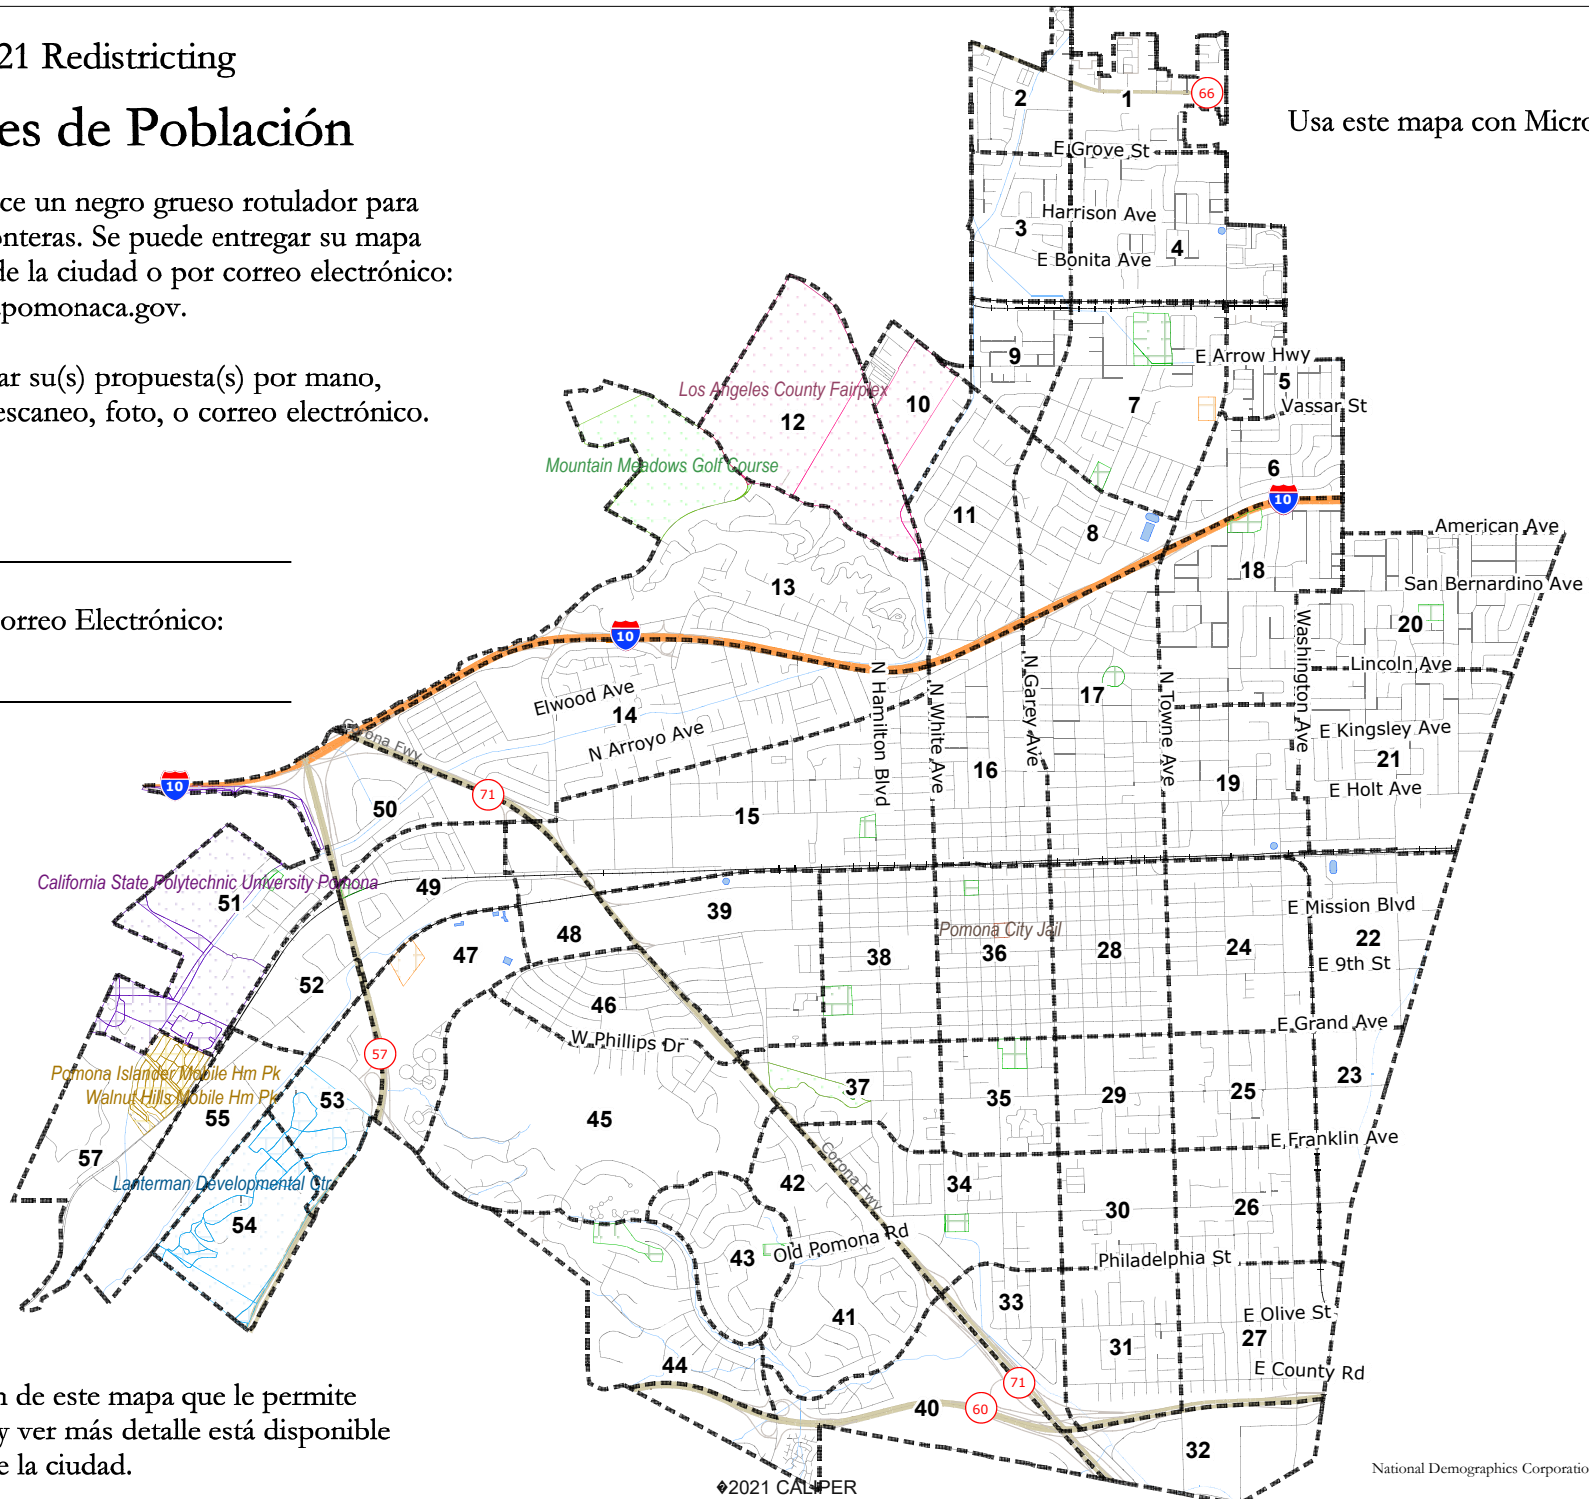 21 Redistricting
es de Población
ce un negro grueso rotulador para
onteras. Se puede entregar su mapa
de la ciudad o por correo electrónico:
pomonaca.gov.
ar su(s) propuesta(s) por mano,
escaneo, foto, o correo electrónico.
orreo Electrónico:
n de este mapa que le permite
y ver más detalle está disponible
e la ciudad.
Usa este mapa con Micro
2
1
66
E Grove St
Harrison Ave
3
4
E Bonita Ave
9
E Arrow Hwy
5
Los Angeles County Fairplex
10
7
Vassar St
12
Mountain Meadows Golf Course
6
10
11
8
American Ave
18
San Bernardino Ave
13
20
10
Washington Ave
Lincoln Ave
N Hamilton Blvd
N White Ave
N Garey Ave
17
N Towne Ave
Elwood Ave
14
N Arroyo Ave
E Kingsley Ave
Corona Fwy
21
16
19
10
71
E Holt Ave
50
15
California State Polytechnic University Pomona
49
51
39
E Mission Blvd
Pomona City Jail
48
47
38
36
28
24
22
E 9th St
52
46
E Grand Ave
W Phillips Dr
57
Pomona Islander Mobile Hm Pk
Walnut Hills Mobile Hm Pk
53
37
35
29
25
23
55
45
E Franklin Ave
57
Corona Fwy
Lanterman Developmental Ctr
42
34
30
26
54
43
Old Pomona Rd
Philadelphia St
33
41
E Olive St
31
27
44
E County Rd
71
40
60
32
�2021 CALIPER
National Demographics Corporatio